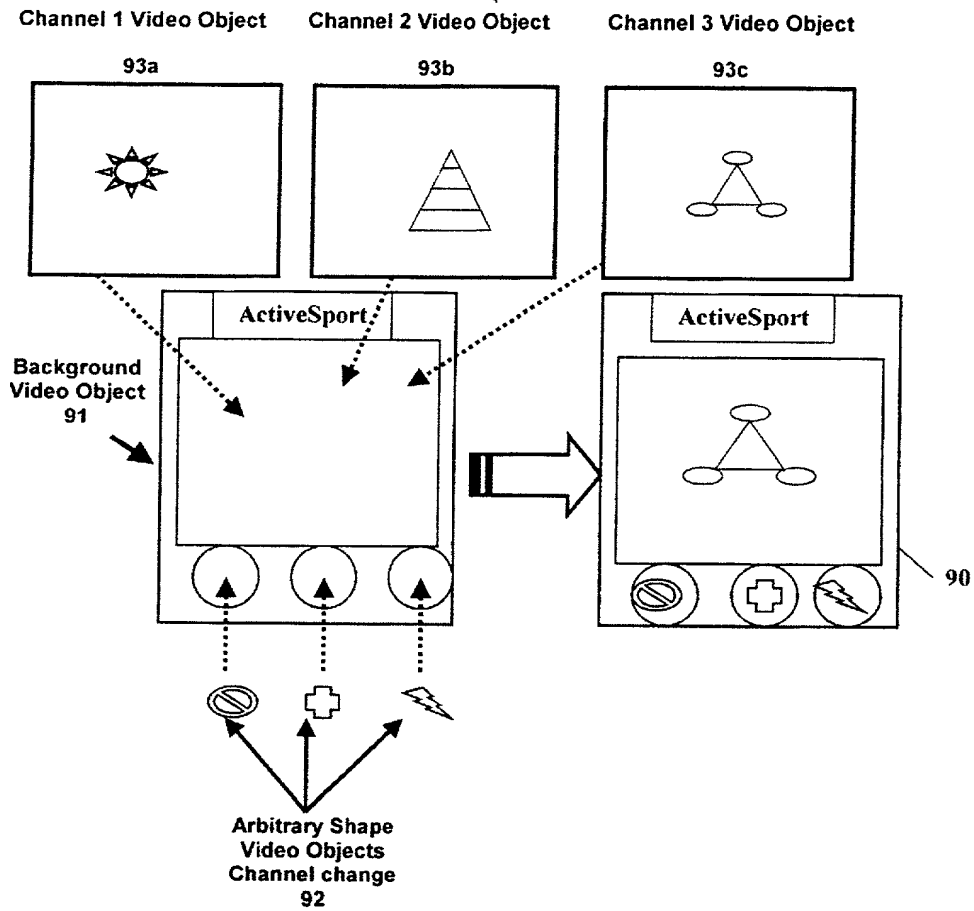 Channel 1 Video Object
Channel 2 Video Object
Channel 3 Video Object
93a
93b
93c
ActiveSport
ActiveSport
Background
Video Object
91
90
Arbitrary Shape
Video Objects
Channel change
92